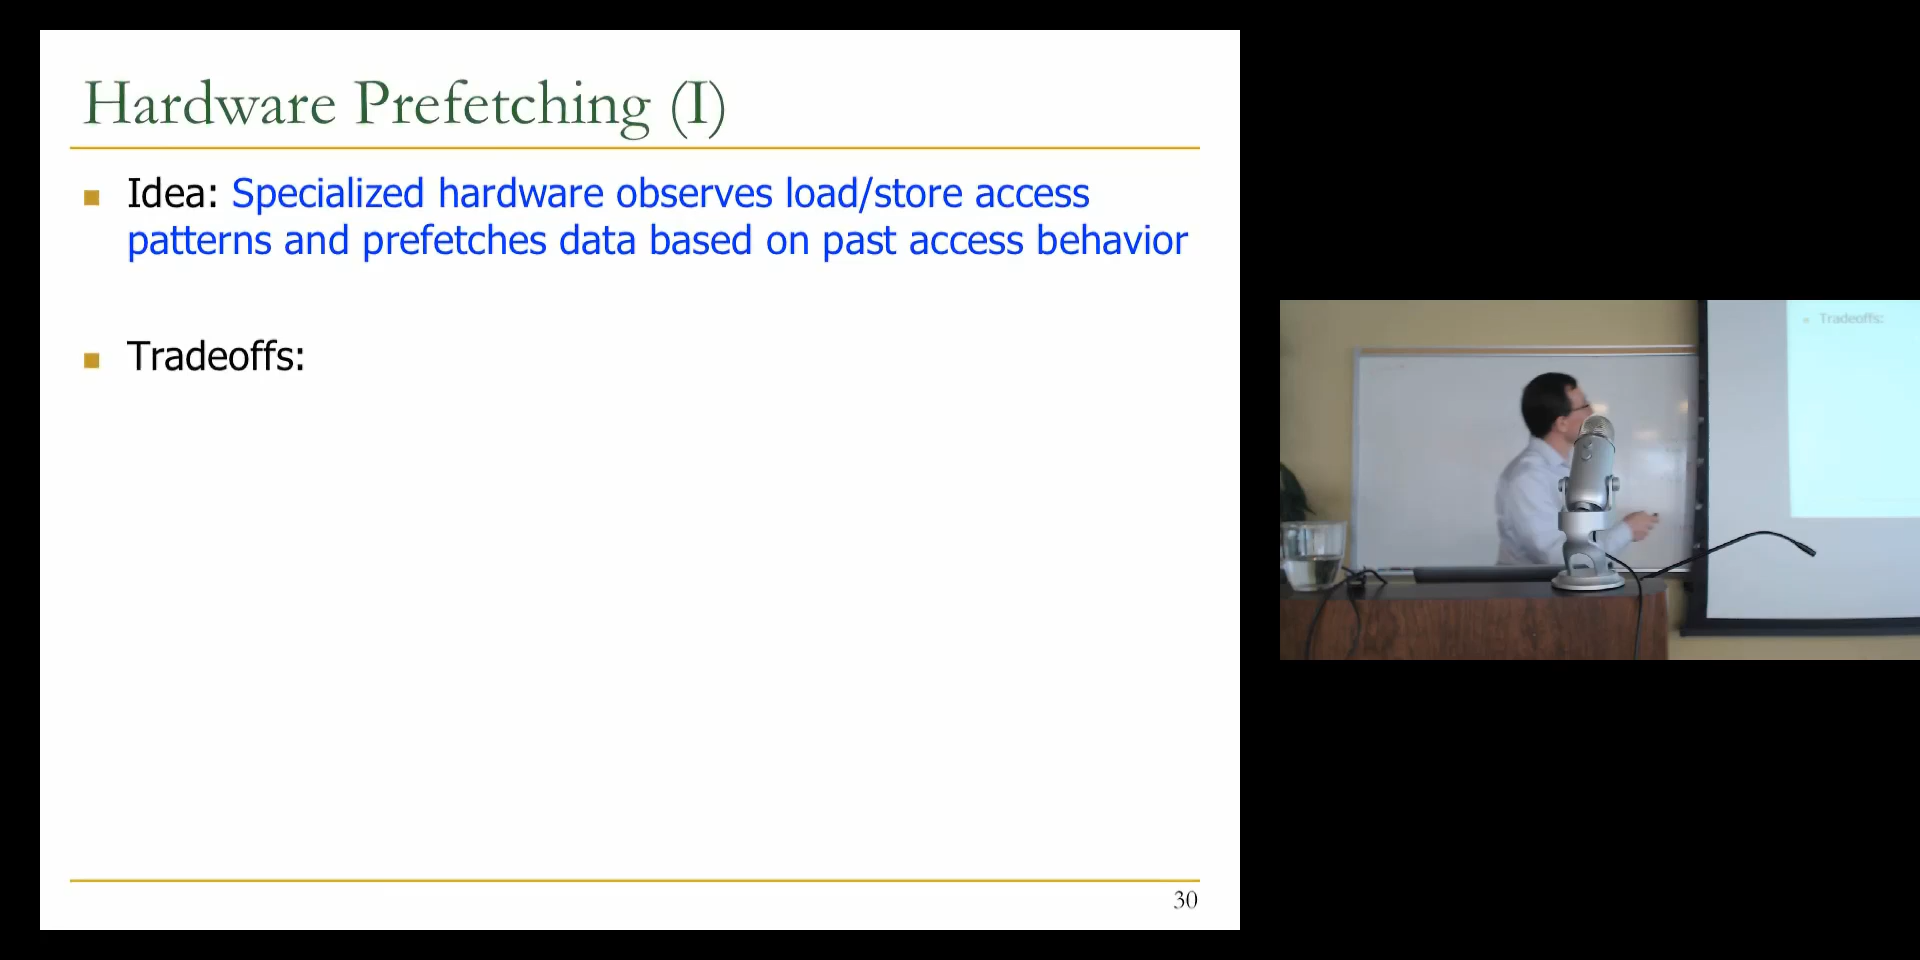 Hardware Prefetching (I)
Idea: Specialized hardware observes load/store access
patterns and prefetches data based on past access behavior
Tradeoffs:
30
Tradeoffs: